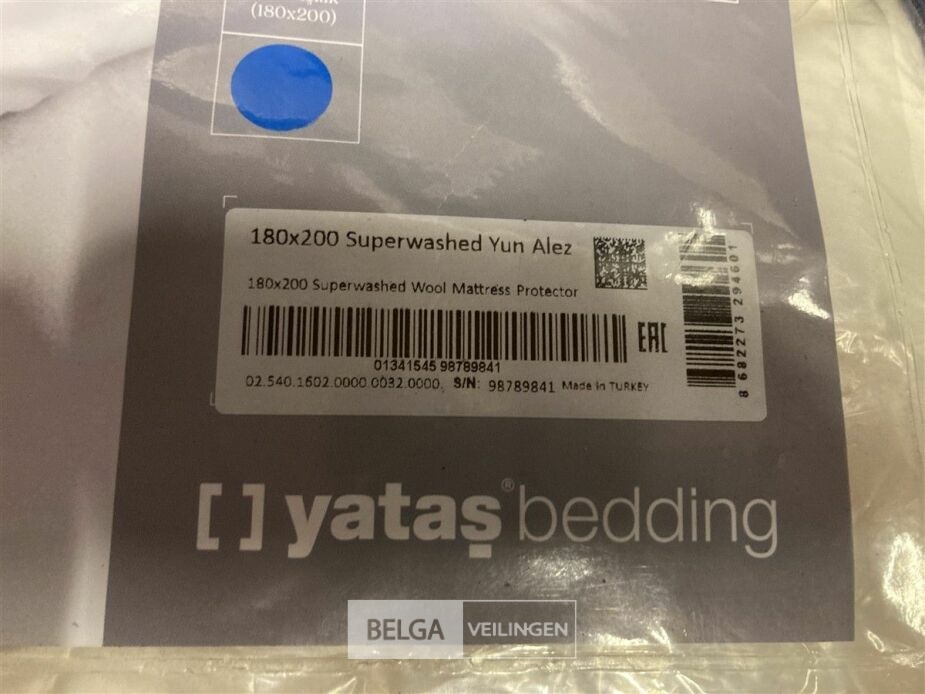 (180x200)
180x200 Superwashed Yun Alez
180x200 Superwashed Wool Mattress Protector
EAC
01341545 98789841
02.540.1602.0000.0032.0000. S/N: 98789841 Made in TURKEY
8 682273 294601
[ ] yataş® bedding
BELGA VEILINGEN